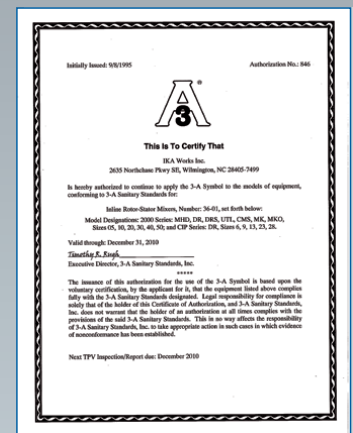 Initially Issued: 9/8/1995 Authorization No.: 846
A
3
®
This Is To Certify That
IKA Works Inc.
2635 Northchase Pkwy SE, Wilmington, NC 28405-7499
Is hereby authorized to continue to apply the 3-A Symbol to the models of equipment,
conforming to 3-A Sanitary Standards for:
Inline Rotor-Stator Mixers, Number: 36-01, set forth below:
Model Designations: 2000 Series: MHD, DR, DRS, UTL, CMS, MK, MKO,
Sizes 05, 10, 20, 30, 40, 50; and CIP Series: DR, Sizes 6, 9, 13, 23, 28.
Valid through: December 31, 2010
Timothy R. Rugh
Executive Director, 3-A Sanitary Standards, Inc.
*****
The issuance of this authorization for the use of the 3-A Symbol is based upon the
voluntary certification, by the applicant for it, that the equipment listed above complies
fully with the 3-A Sanitary Standards designated. Legal responsibility for compliance is
solely that of the holder of this Certificate of Authorization, and 3-A Sanitary Standards,
Inc. does not warrant that the holder of an authorization at all times complies with the
provisions of the said 3-A Sanitary Standards. This in no way affects the responsibility
of 3-A Sanitary Standards, Inc. to take appropriate action in such cases in which evidence
of nonconformance has been established.
Next TPV Inspection/Report due: December 2010